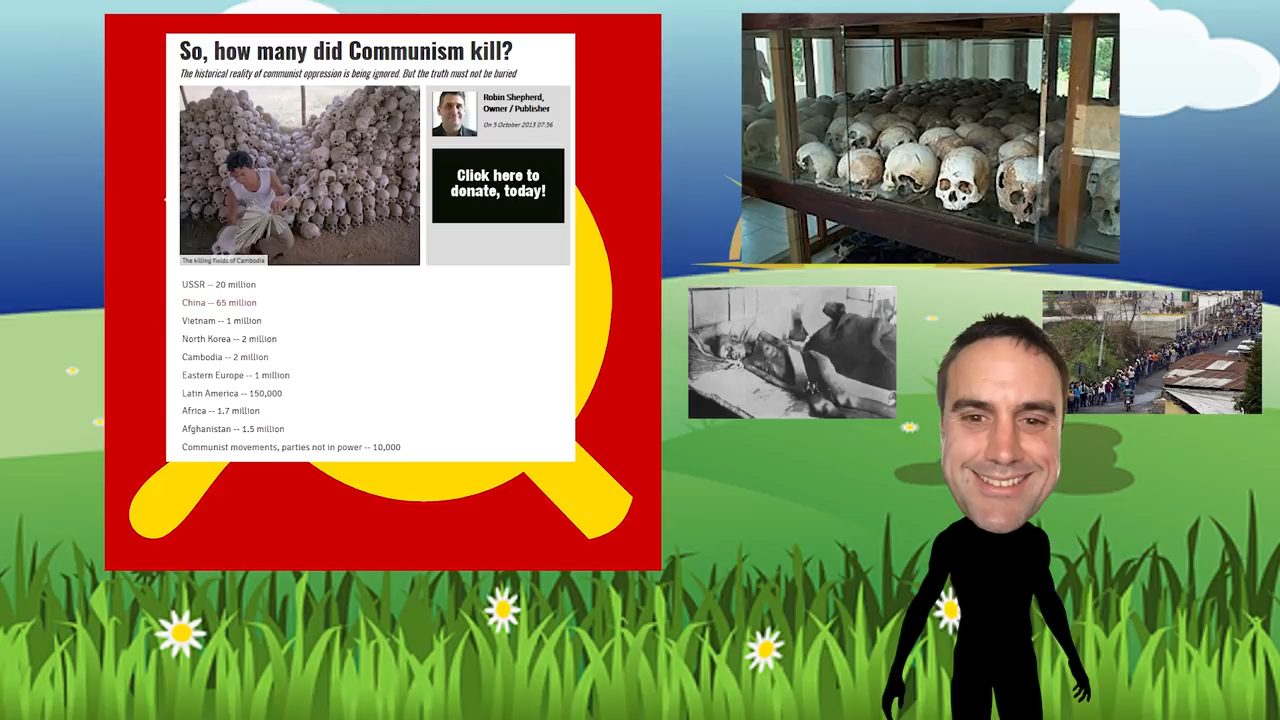 So, how many did Communism kill?
The historical reality of communist oppression is being ignored. But the truth must not be buried
Robin Shepherd,
Owner / Publisher
On 5 October 2013 07:56
Click here to
donate, today!
The killing fields of Cambodia
USSR -- 20 million
China -- 65 million
Vietnam -- 1 million
North Korea -- 2 million
Cambodia -- 2 million
Eastern Europe -- 1 million
Latin America -- 150,000
Africa -- 1.7 million
Afghanistan -- 1.5 million
Communist movements, parties not in power -- 10,000